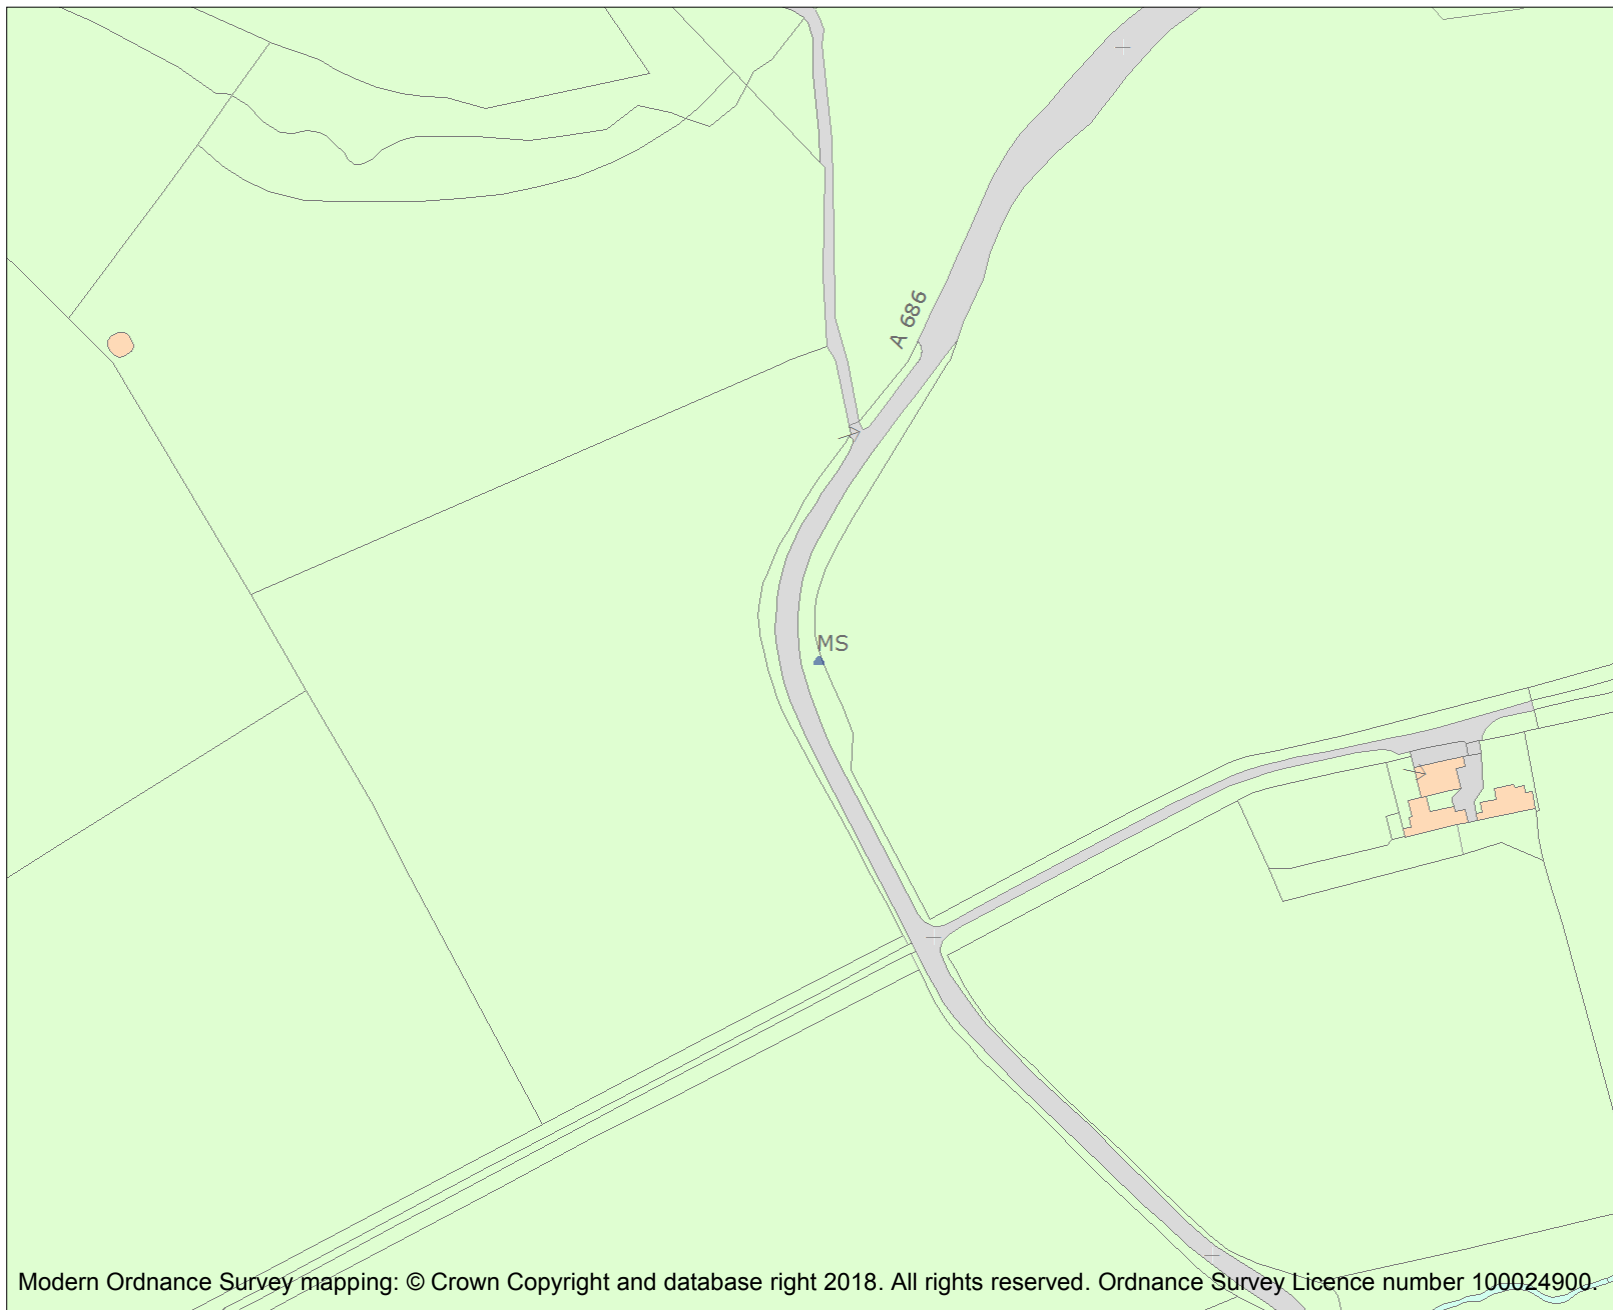 A 686
MS
Modern Ordnance Survey mapping: © Crown Copyright and database right 2018. All rights reserved. Ordnance Survey Licence number 100024900.